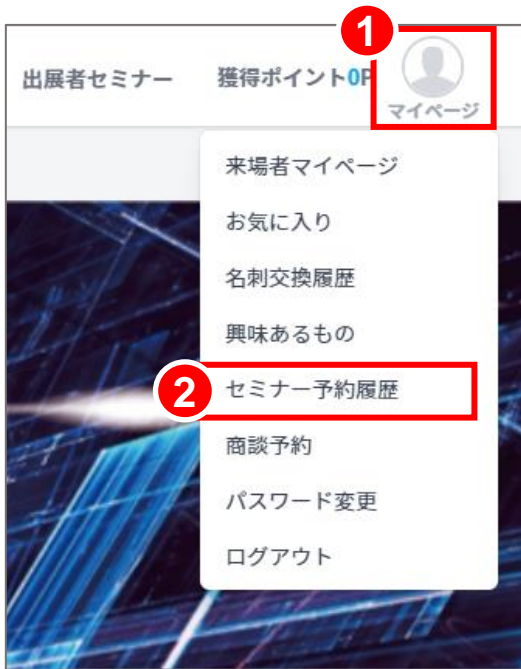 1
出展者セミナー 獲得ポイント0P
マイページ
来場者マイページ
お気に入り
名刺交換履歴
興味あるもの
2 セミナー予約履歴
商談予約
パスワード変更
ログアウト